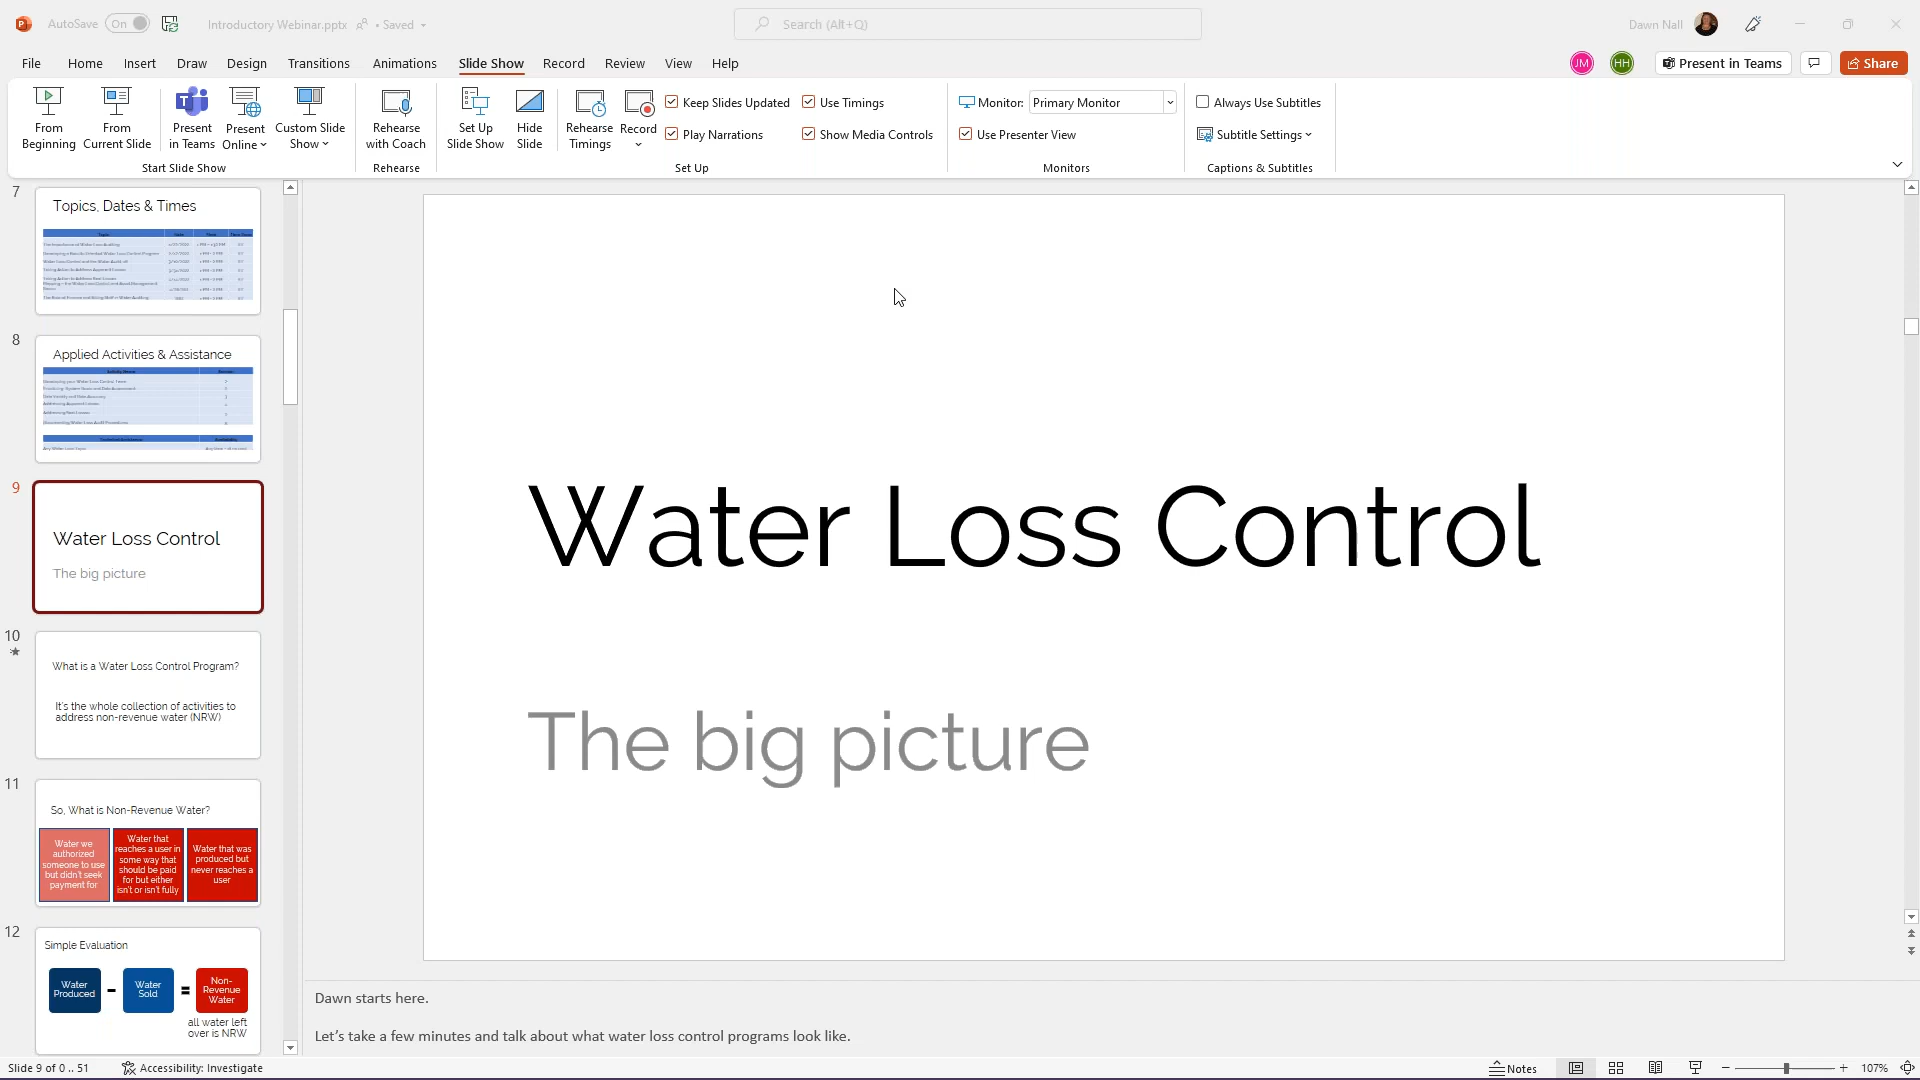 AutoSave On Introductory Webinar.pptx • Saved Search (Alt+Q) Dawn Nall
File Home Insert Draw Design Transitions Animations Slide Show Record Review View Help JM HH Present in Teams Share
From Beginning
From Current Slide
Present in Teams
Present Online
Custom Slide Show
Start Slide Show
Rehearse with Coach
Rehearse
Set Up Slide Show
Hide Slide
Rehearse Timings
Record
Keep Slides Updated
Play Narrations
Use Timings
Show Media Controls
Set Up
Monitor: Primary Monitor
Use Presenter View
Monitors
Always Use Subtitles
Subtitle Settings
Captions & Subtitles
7
Topics, Dates & Times
8
Applied Activities & Assistance
9
Water Loss Control
The big picture
10
What is a Water Loss Control Program?
It's the whole collection of activities to
address non-revenue water (NRW)
11
So, What is Non-Revenue Water?
Water we
authorized
someone to use
but didn't seek
payment for
Water that
reaches a user in
some way that
should be paid
for but either
isn't or isn't fully
Water that was
produced but
never reaches a
user
12
Simple Evaluation
Water
Produced
-
Water
Sold
=
Non-
Revenue
Water
all water left
over is NRW
Water Loss Control
The big picture
Dawn starts here.
Let's take a few minutes and talk about what water loss control programs look like.
Slide 9 of 0 .. 51 Accessibility: Investigate Notes 107%